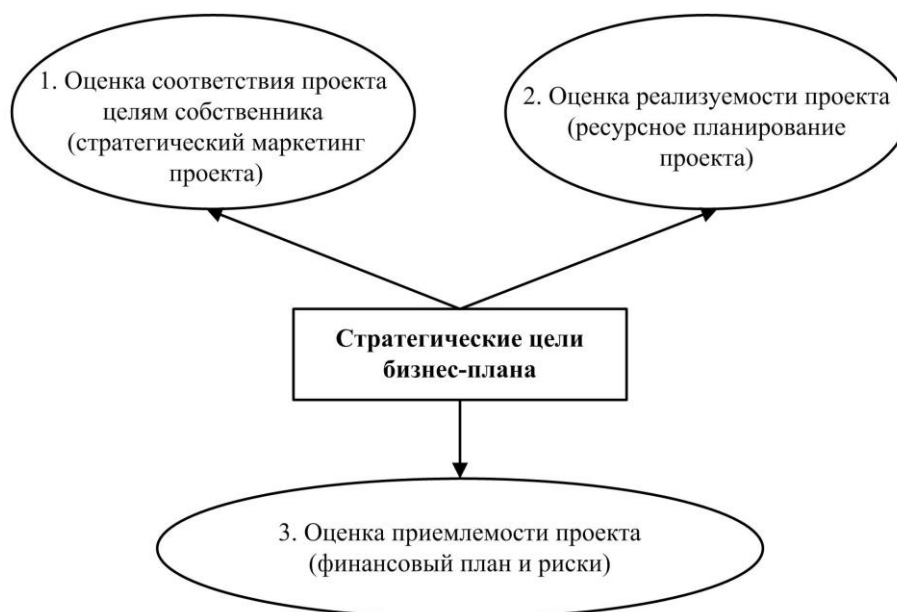 1. Оценка соответствия проекта
целям собственника
(стратегический маркетинг
проекта)
2. Оценка реализуемости проекта
(ресурсное планирование
проекта)
Стратегические цели
бизнес-плана
3. Оценка приемлемости проекта
(финансовый план и риски)